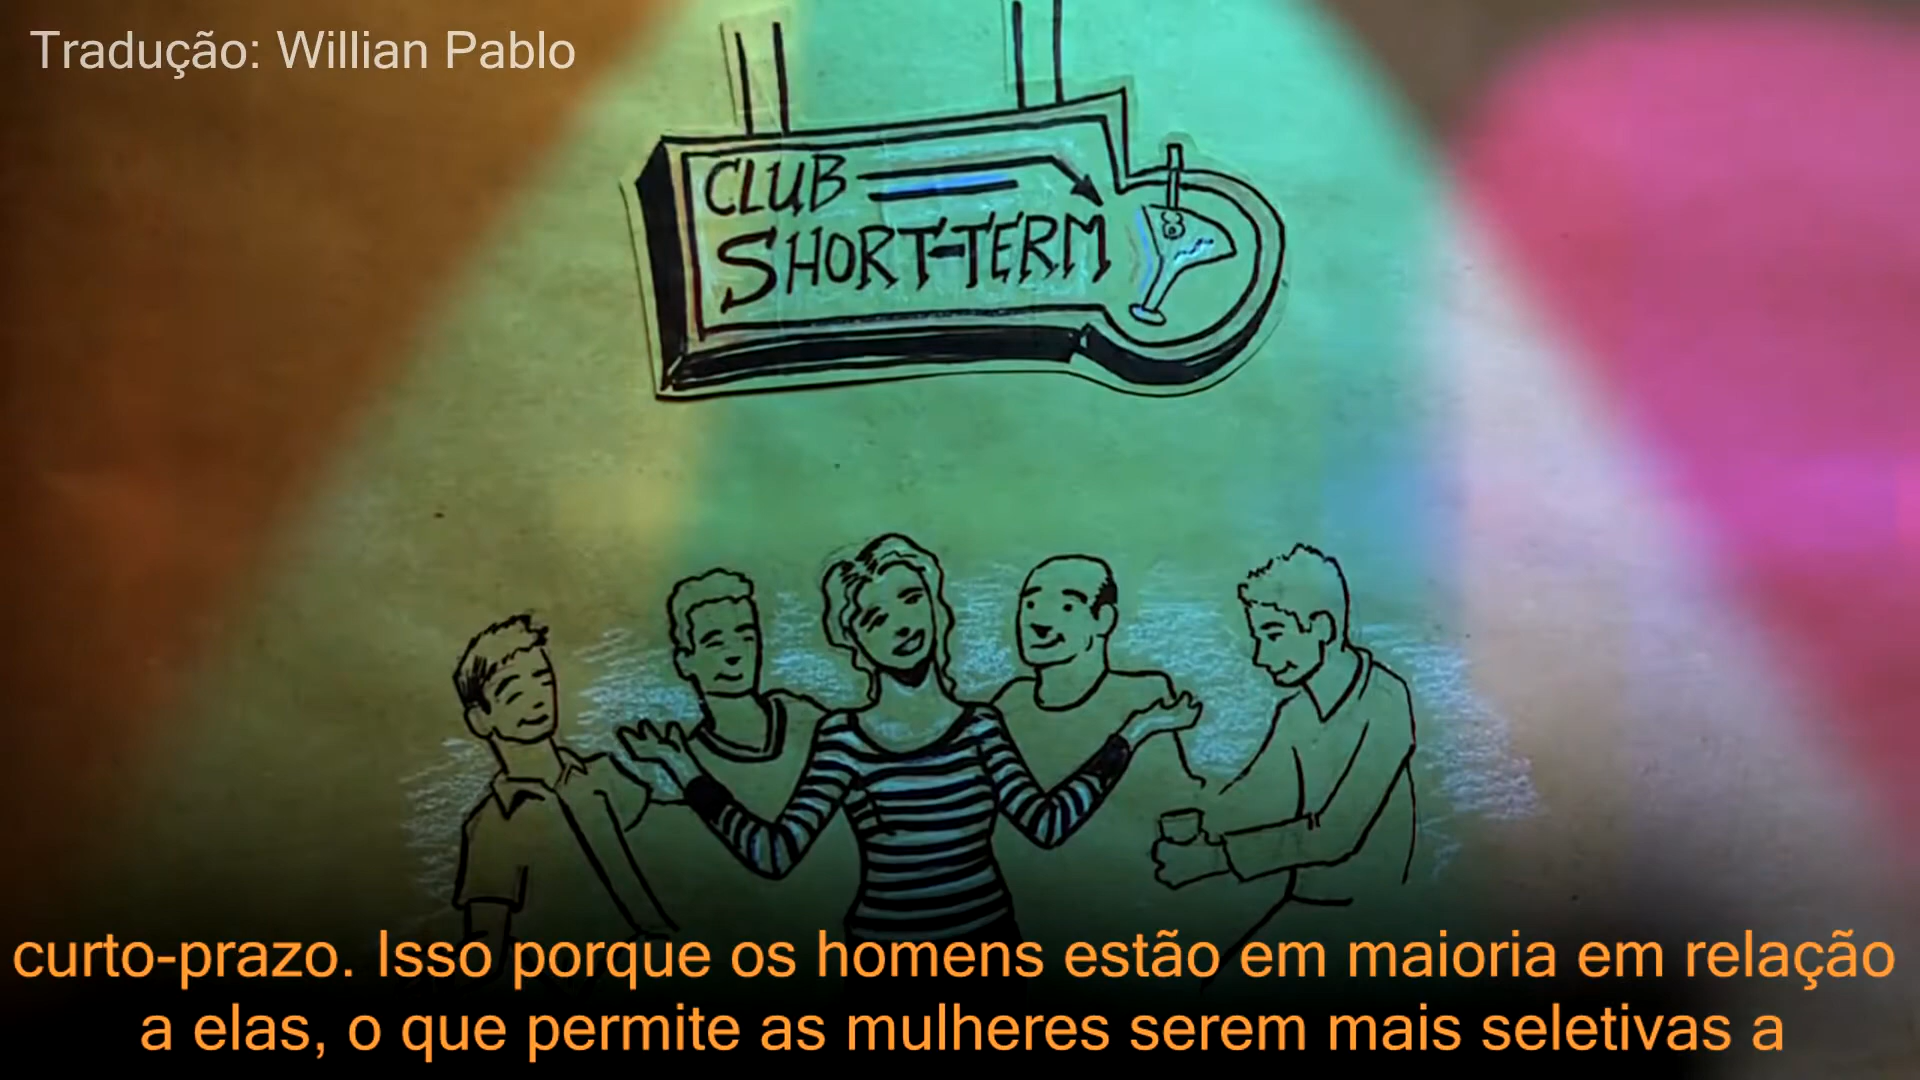 Tradução: Willian Pablo
CLUB
SHORT-TERM
curto-prazo. Isso porque os homens estão em maioria em relação
a elas, o que permite as mulheres serem mais seletivas a